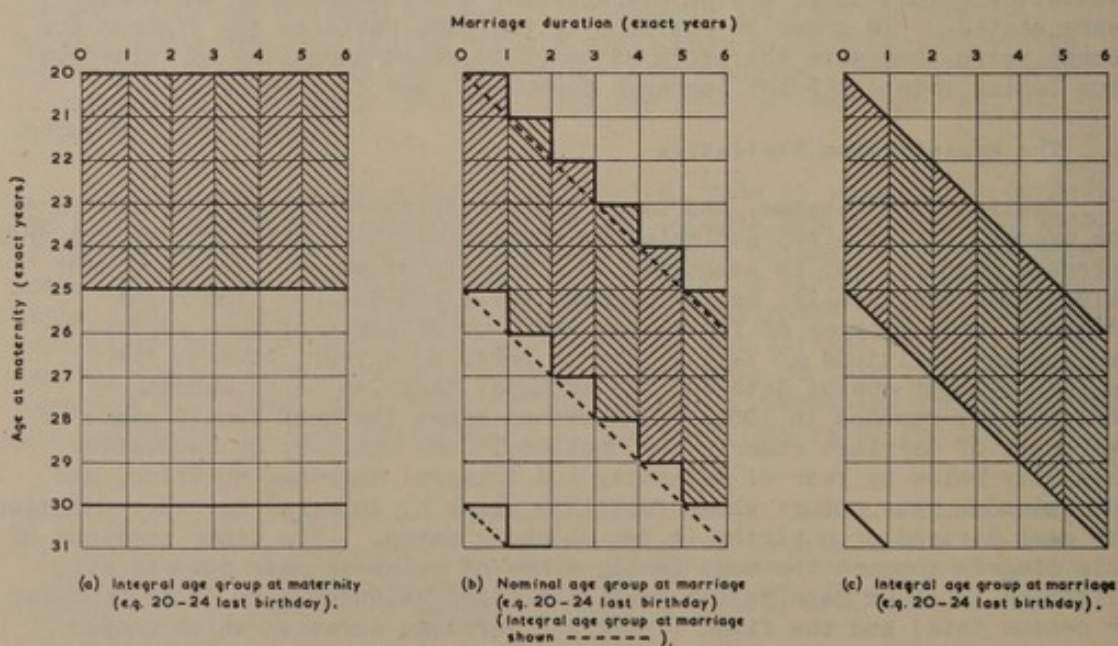 Marriage duration (exact years)
0 1 2 3 4 5 6
0 1 2 3 4 5 6
0 1 2 3 4 5 6
Age at maternity (exact years)
20
21
22
23
24
25
26
27
28
29
30
31
(a) Integral age group at maternity
(e.g. 20-24 last birthday).
(b) Nominal age group at marriage
(e.g. 20-24 last birthday)
(Integral age group at marriage
shown ------ ).
(c) Integral age group at marriage
(e.g. 20-24 last birthday).